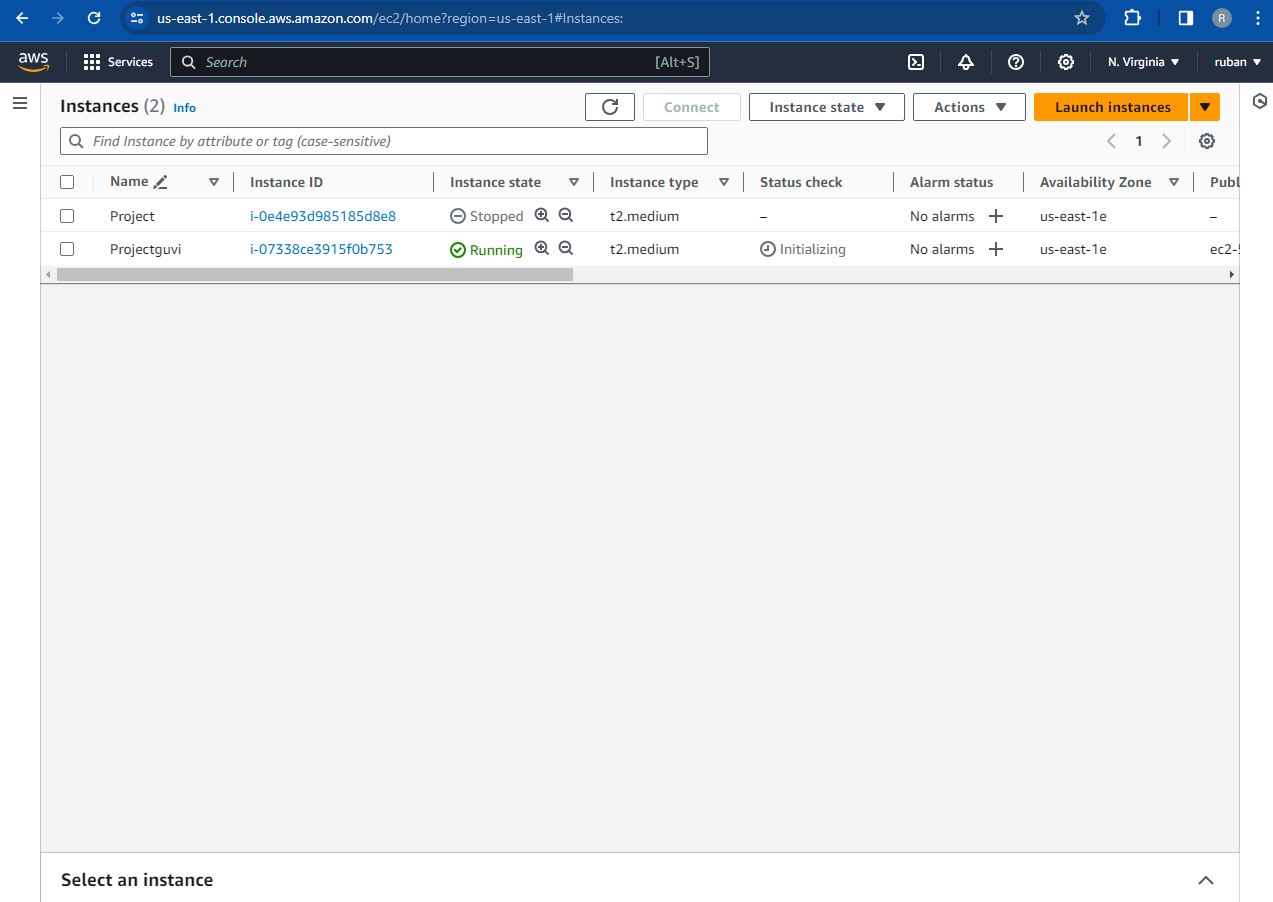 us-east-1.console.aws.amazon.com/ec2/home?region=us-east-1#Instances:
R
aws Services Search [Alt+S] N. Virginia ruban
Instances (2) Info Connect Instance state Actions Launch instances
Find Instance by attribute or tag (case-sensitive) 1
Name Instance ID Instance state Instance type Status check Alarm status Availability Zone Publ
Project i-0e4e93d985185d8e8 Stopped t2.medium – No alarms us-east-1e –
Projectguvi i-07338ce3915f0b753 Running t2.medium Initializing No alarms us-east-1e ec2-5
Select an instance